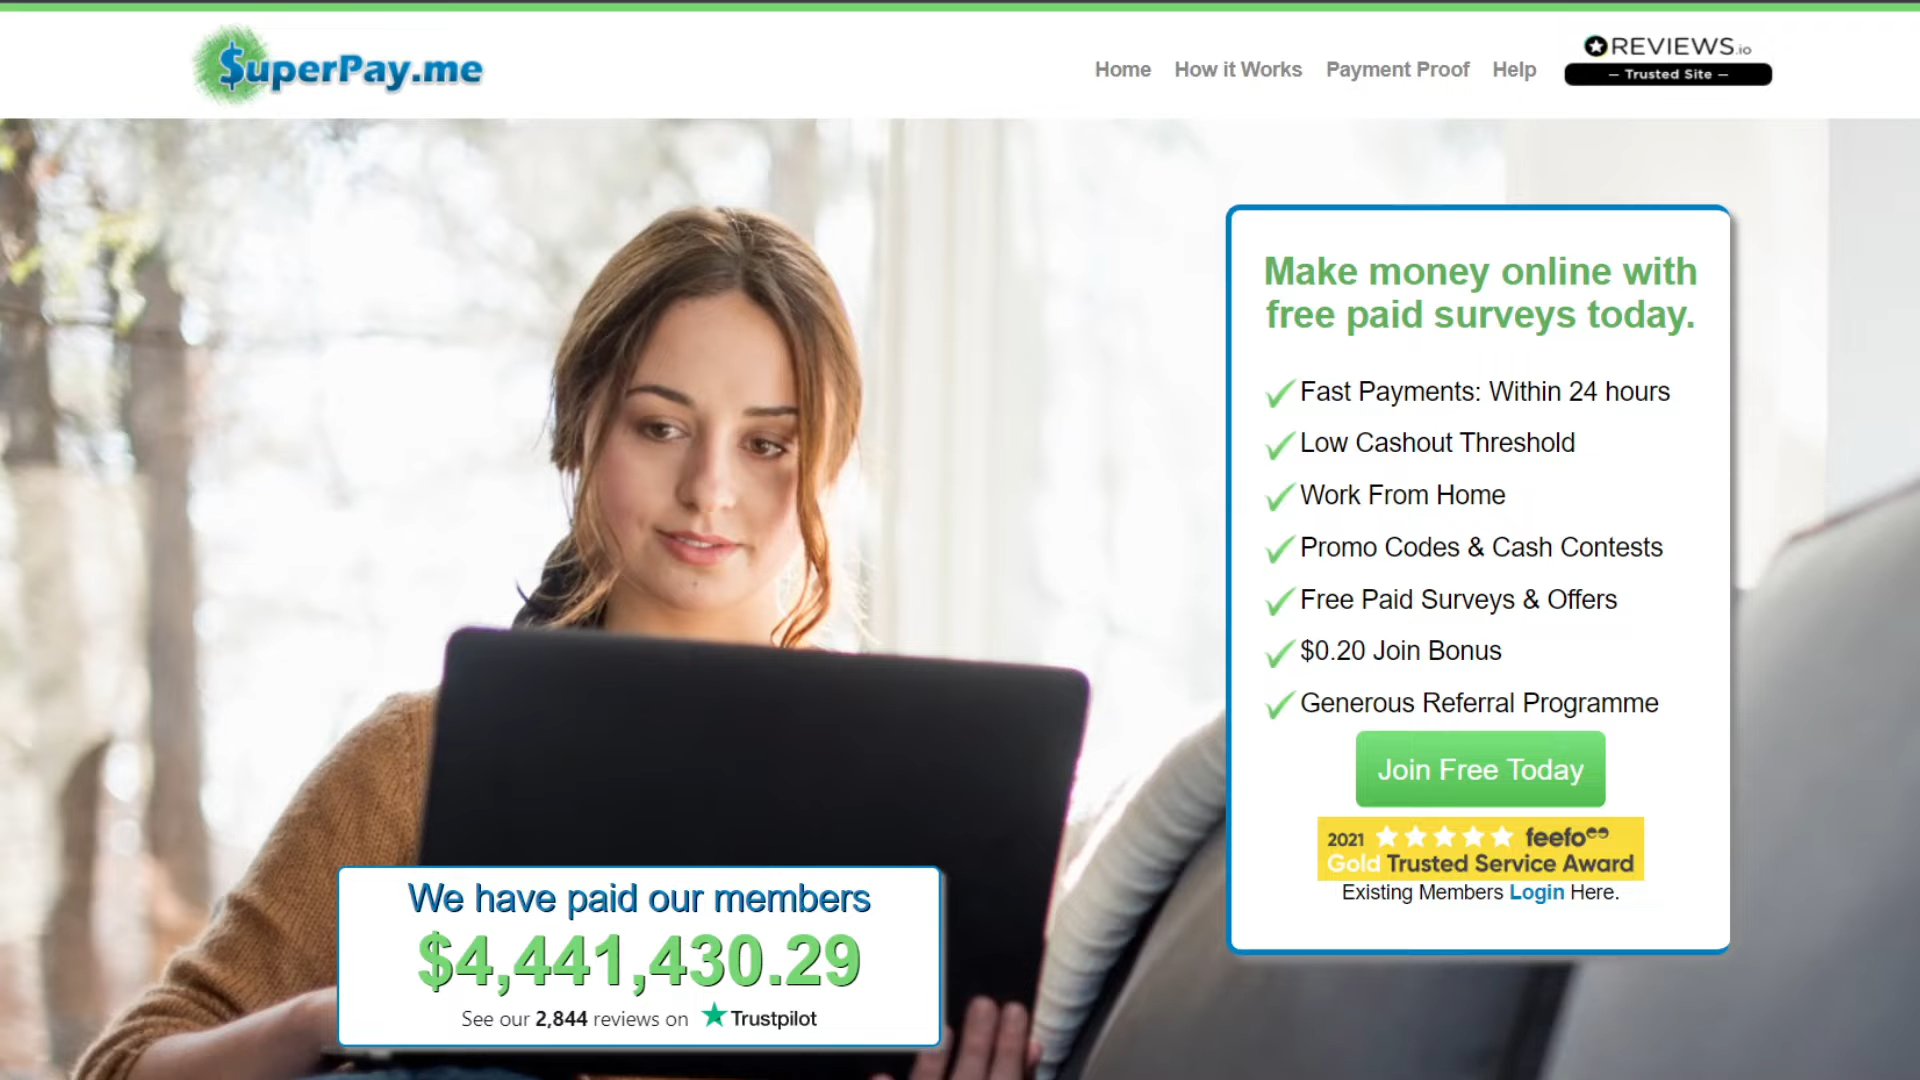 $uperPay.me
Home How it Works Payment Proof Help
REVIEWS.io
— Trusted Site —
Make money online with
free paid surveys today.
Fast Payments: Within 24 hours
Low Cashout Threshold
Work From Home
Promo Codes & Cash Contests
Free Paid Surveys & Offers
$0.20 Join Bonus
Generous Referral Programme
Join Free Today
2021 feefo
Gold Trusted Service Award
Existing Members Login Here.
We have paid our members
$4,441,430.29
See our 2,844 reviews on Trustpilot